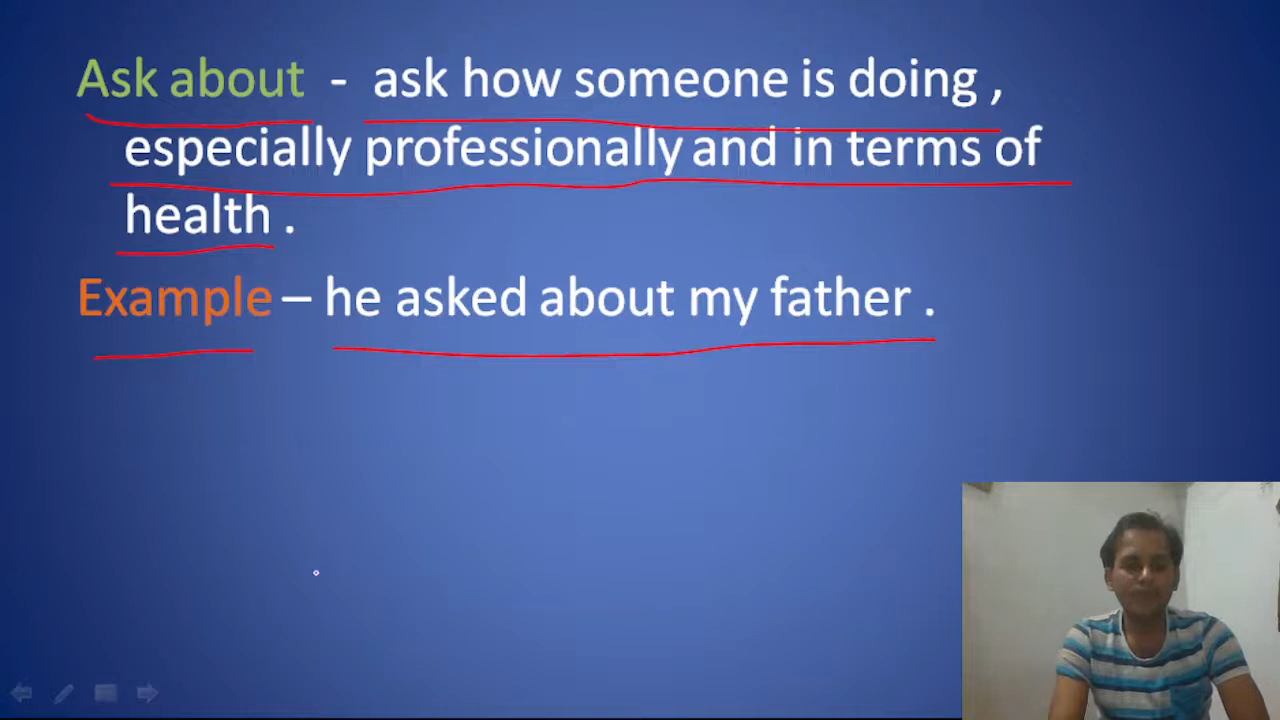 Ask about - ask how someone is doing ,
especially professionally and in terms of
health .
Example – he asked about my father .